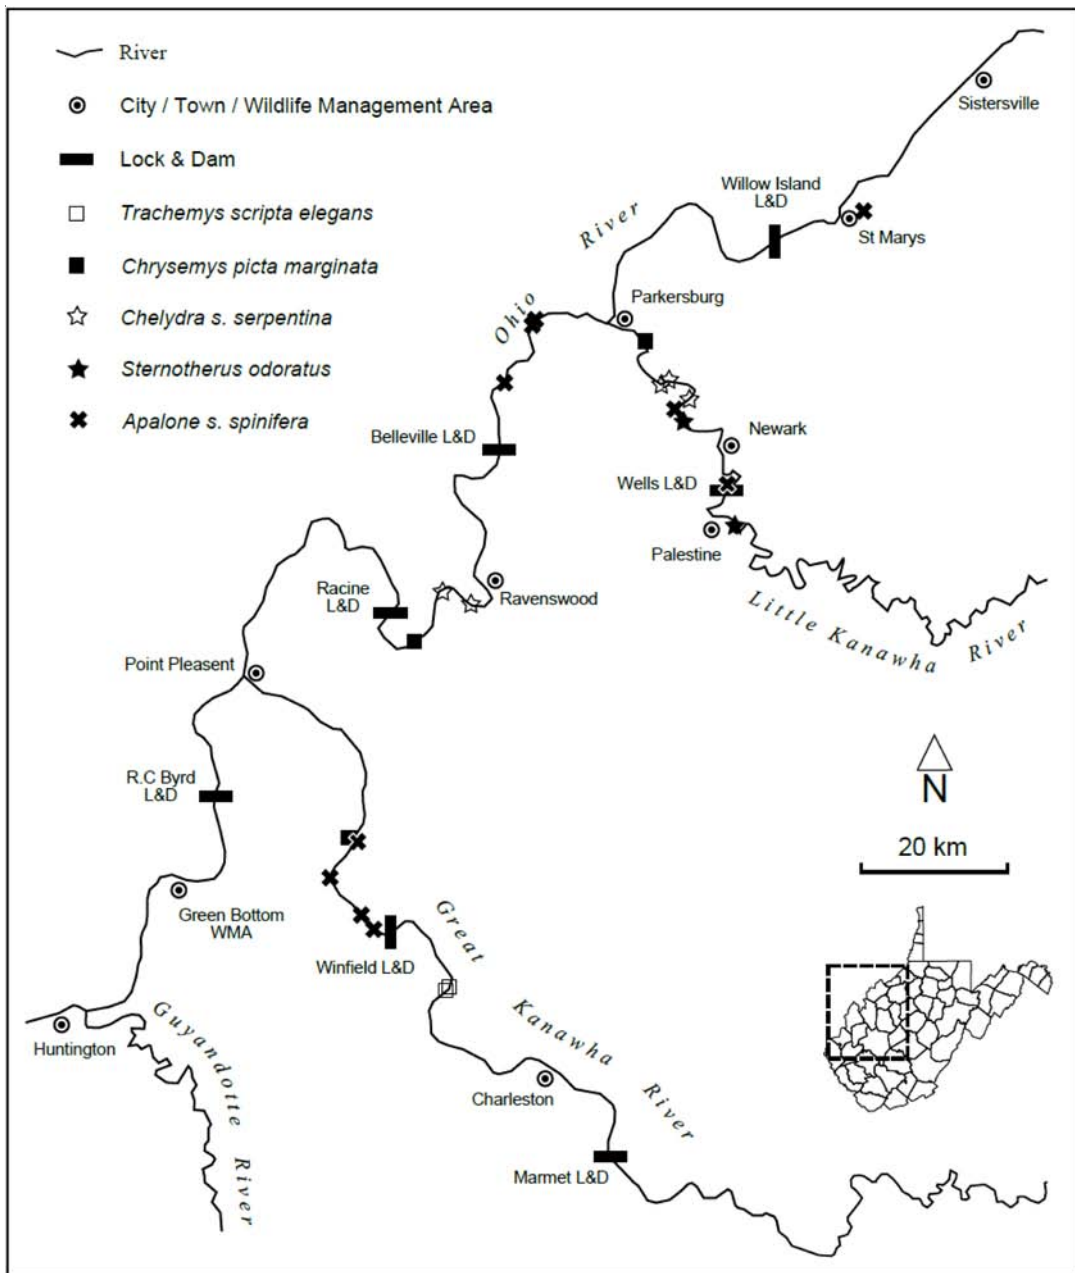 River
City / Town / Wildlife Management Area
Lock & Dam
Trachemys scripta elegans
Chrysemys picta marginata
Chelydra s. serpentina
Sternotherus odoratus
Apalone s. spinifera
Sistersville
Willow Island
L&D
St Marys
Ohio River
Parkersburg
Belleville L&D
Newark
Wells L&D
Palestine
Racine
L&D
Ravenswood
Little Kanawha River
Point Pleasent
R.C Byrd
L&D
N
20 km
Green Bottom
WMA
Winfield L&D
Great Kanawha River
Huntington
Guyandotte River
Charleston
Marmet L&D